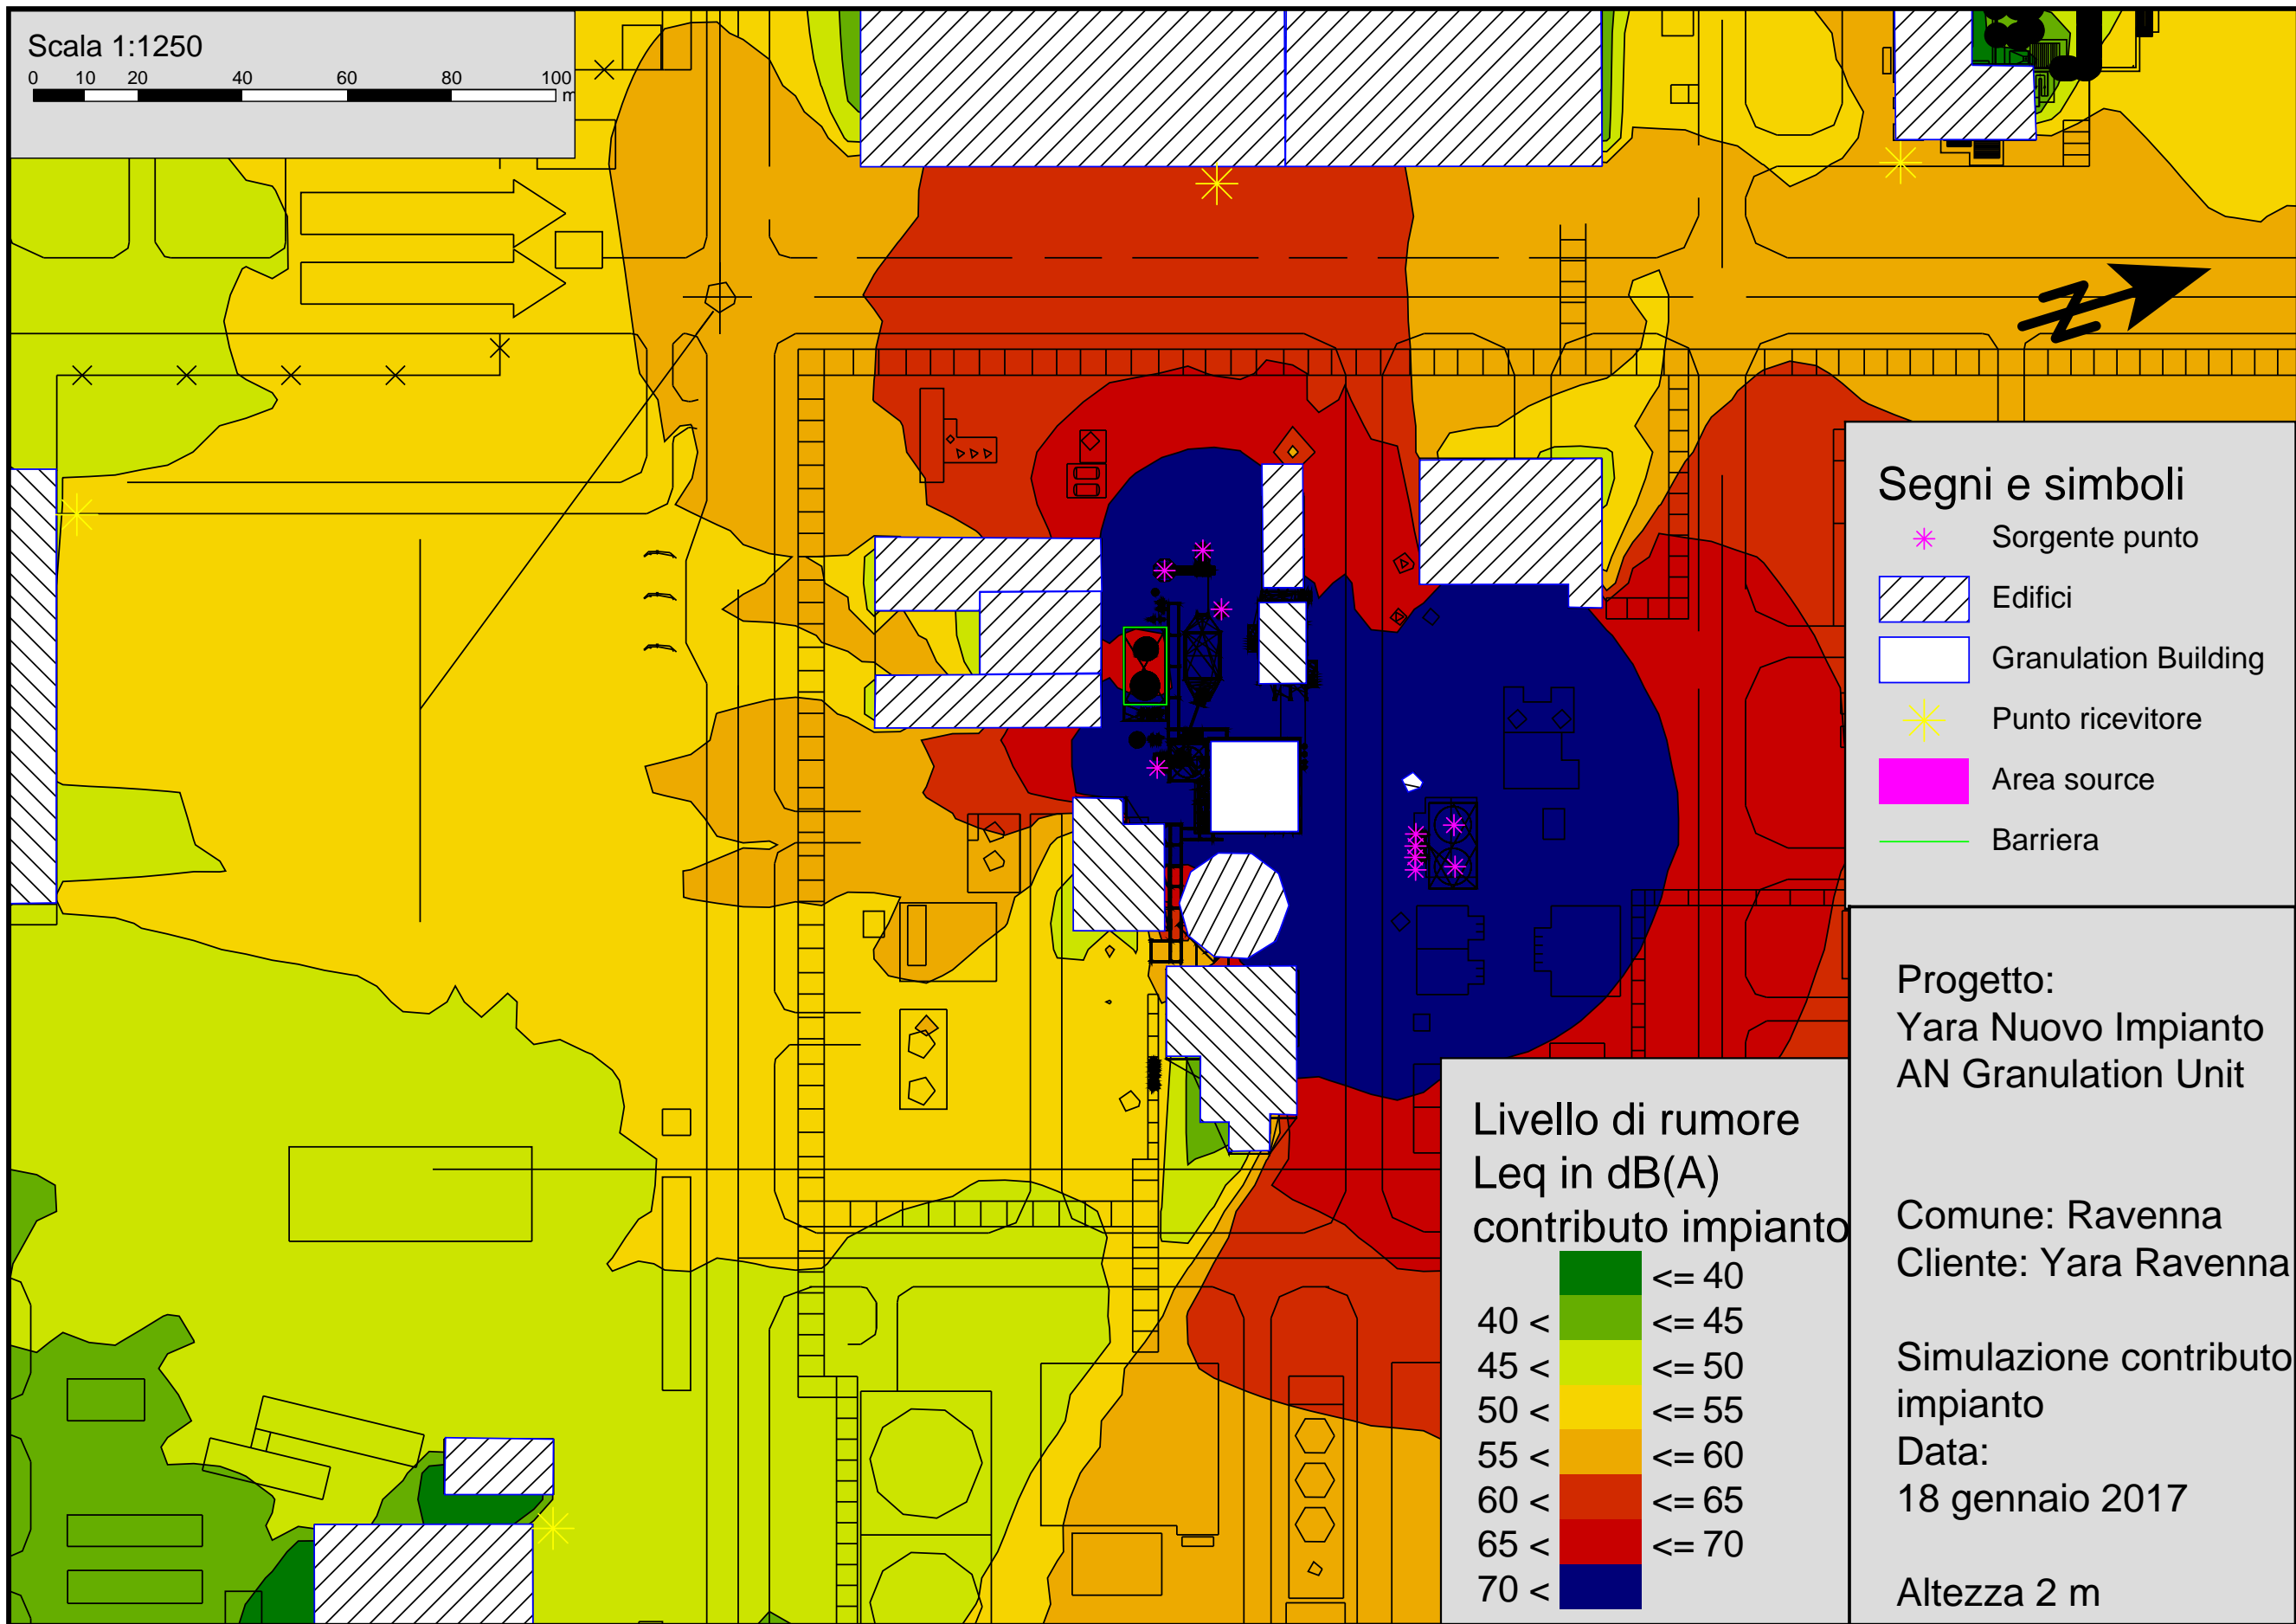 Scala 1:1250
0 10 20 40 60 80 100
m
Segni e simboli
Sorgente punto
Edifici
Granulation Building
Punto ricevitore
Area source
Barriera
Progetto:
Yara Nuovo Impianto
AN Granulation Unit
Comune: Ravenna
Cliente: Yara Ravenna
Simulazione contributo
impianto
Data:
18 gennaio 2017
Altezza 2 m
Livello di rumore
Leq in dB(A)
contributo impianto
<= 40
40 < <= 45
45 < <= 50
50 < <= 55
55 < <= 60
60 < <= 65
65 < <= 70
70 <